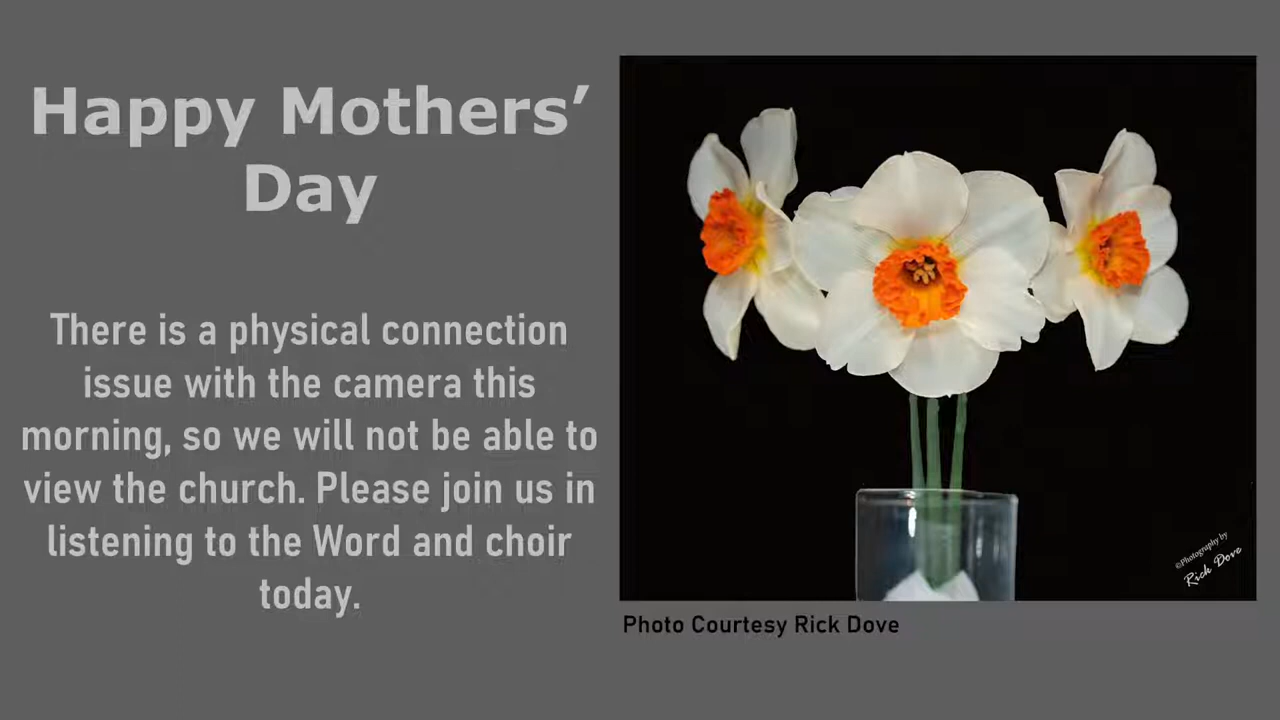 Happy Mothers’
Day
There is a physical connection
issue with the camera this
morning, so we will not be able to
view the church. Please join us in
listening to the Word and choir
today.
©Photography by
Rick Dove
Photo Courtesy Rick Dove